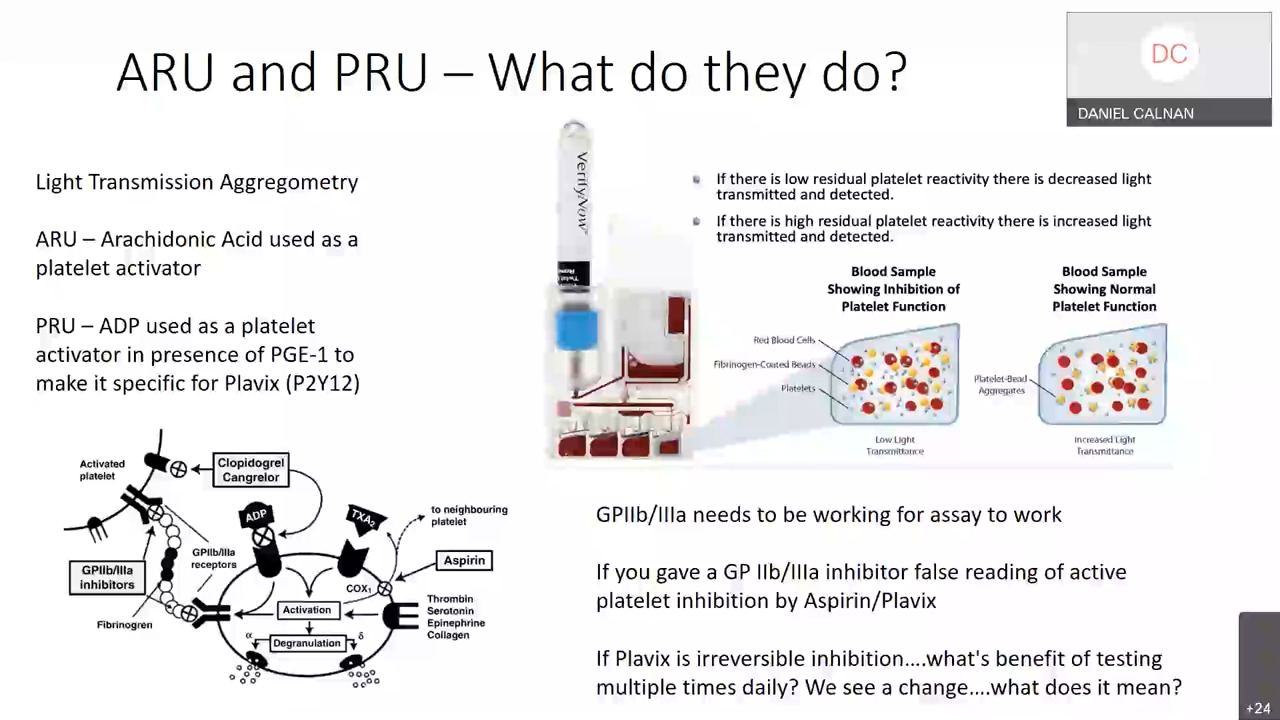 ARU and PRU – What do they do?
DC
DANIEL CALNAN
Light Transmission Aggregometry
ARU – Arachidonic Acid used as a
platelet activator
PRU – ADP used as a platelet
activator in presence of PGE-1 to
make it specific for Plavix (P2Y12)
VerifyNow
If there is low residual platelet reactivity there is decreased light
transmitted and detected.
If there is high residual platelet reactivity there is increased light
transmitted and detected.
Blood Sample
Showing Inhibition of
Platelet Function
Red Blood Cells
Fibrinogen-Coated Beads
Platelets
Low Light
Transmittance
Blood Sample
Showing Normal
Platelet Function
Platelet-Bead
Aggregates
Increased Light
Transmittance
Activated
platelet
Clopidogrel
Cangrelor
ADP
TXA2
to neighbouring
platelet
GPIIb/IIIa
receptors
GPIIb/IIIa
inhibitors
Aspirin
COX1
Fibrinogren
Activation
Thrombin
Serotonin
Epinephrine
Collagen
α
Degranulation
δ
GPIIb/IIIa needs to be working for assay to work
If you gave a GP IIb/IIIa inhibitor false reading of active
platelet inhibition by Aspirin/Plavix
If Plavix is irreversible inhibition....what's benefit of testing
multiple times daily? We see a change....what does it mean?
+24